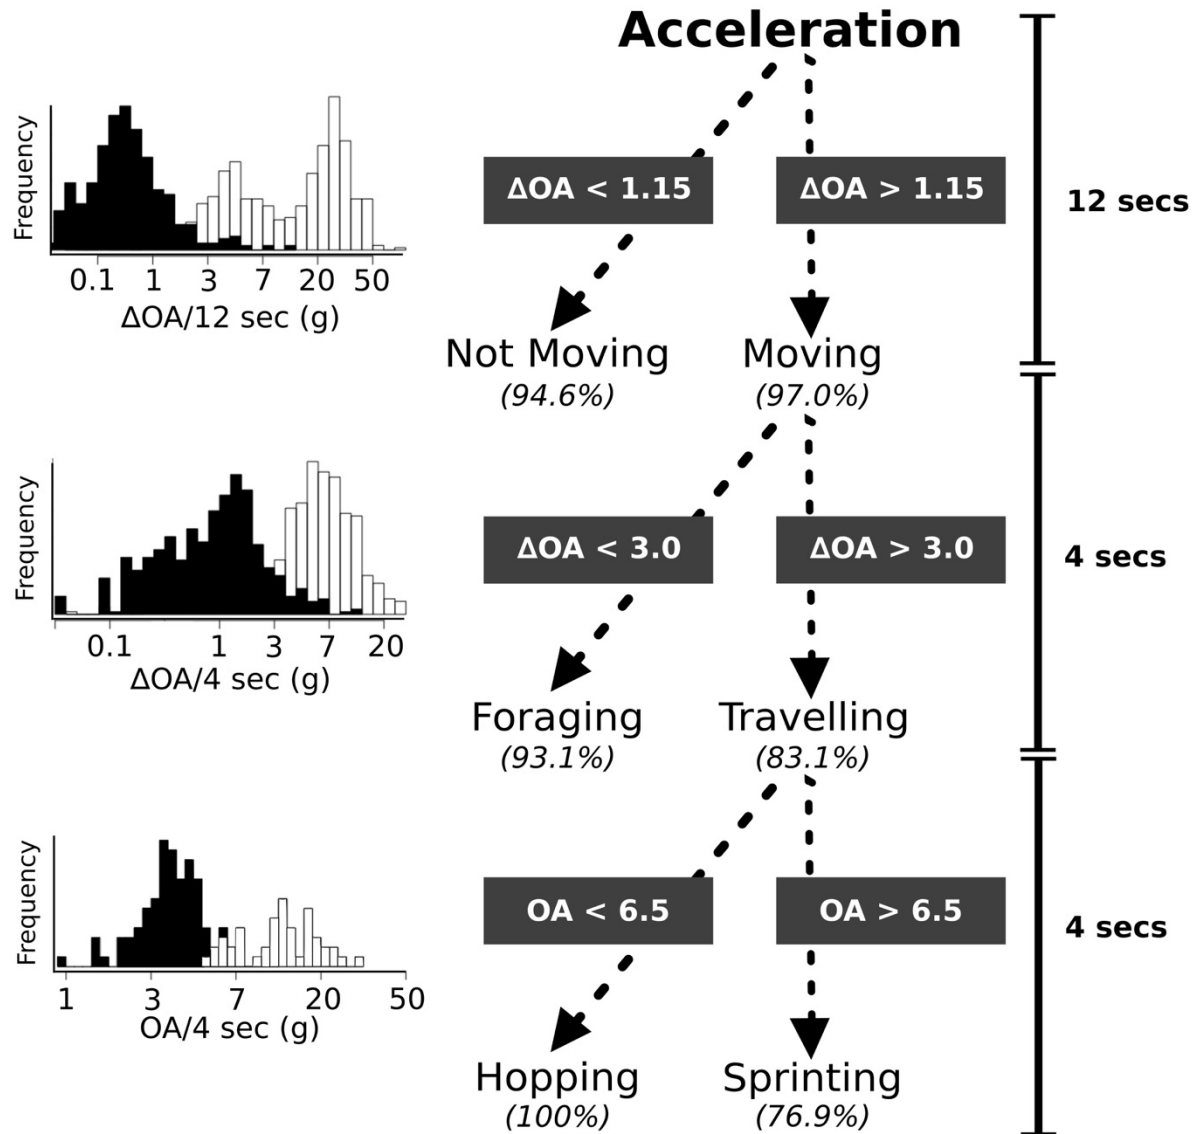 Acceleration
Frequency
0.1 1 3 7 20 50
ΔOA/12 sec (g)
ΔOA < 1.15
ΔOA > 1.15
12 secs
Not Moving
(94.6%)
Moving
(97.0%)
Frequency
0.1 1 3 7 20
ΔOA/4 sec (g)
ΔOA < 3.0
ΔOA > 3.0
4 secs
Foraging
(93.1%)
Travelling
(83.1%)
Frequency
1 3 7 20 50
OA/4 sec (g)
OA < 6.5
OA > 6.5
4 secs
Hopping
(100%)
Sprinting
(76.9%)